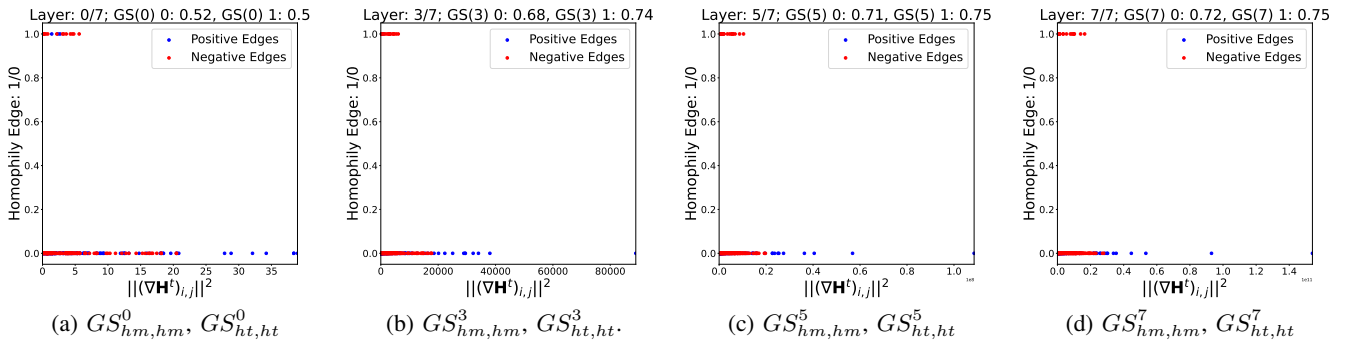 Layer: 0/7; GS(0) 0: 0.52, GS(0) 1: 0.5
Homophily Edge: 1/0
1.0
0.8
0.6
0.4
0.2
0.0
Positive Edges
Negative Edges
0 5 10 15 20 25 30 35
||(∇H^t)_{i,j}||^2
(a) GS^0_{hm,hm}, GS^0_{ht,ht}
Layer: 3/7; GS(3) 0: 0.68, GS(3) 1: 0.74
Homophily Edge: 1/0
1.0
0.8
0.6
0.4
0.2
0.0
Positive Edges
Negative Edges
0 20000 40000 60000 80000
||(∇H^t)_{i,j}||^2
(b) GS^3_{hm,hm}, GS^3_{ht,ht}.
Layer: 5/7; GS(5) 0: 0.71, GS(5) 1: 0.75
Homophily Edge: 1/0
1.0
0.8
0.6
0.4
0.2
0.0
Positive Edges
Negative Edges
0.0 0.2 0.4 0.6 0.8 1.0
||(∇H^t)_{i,j}||^2
(c) GS^5_{hm,hm}, GS^5_{ht,ht}
Layer: 7/7; GS(7) 0: 0.72, GS(7) 1: 0.75
Homophily Edge: 1/0
1.0
0.8
0.6
0.4
0.2
0.0
Positive Edges
Negative Edges
0.0 0.2 0.4 0.6 0.8 1.0 1.2 1.4
1e11
||(∇H^t)_{i,j}||^2
(d) GS^7_{hm,hm}, GS^7_{ht,ht}